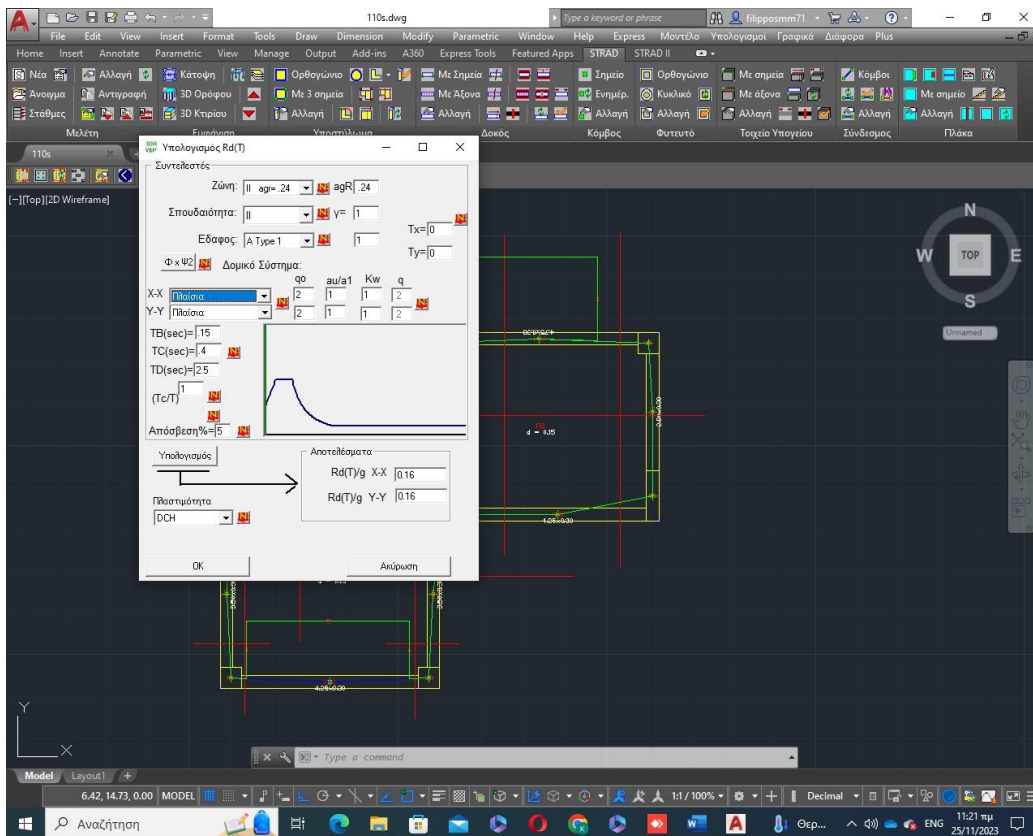 110s.dwg
Type a keyword or phrase
filipposmm71
File Edit View Insert Format Tools Draw Dimension Modify Parametric Window Help Express Μοντέλο Υπολογισμοί Γραφικά Διάφορα Plus
Home Insert Annotate Parametric View Manage Output Add-ins A360 Express Tools Featured Apps STRAD STRAD II
Νέα Αλλαγή Κάτοψη Ορθογώνιο Με Σημεία Σημείο Ορθογώνιο Με σημεία Κόμβοι
Άνοιγμα Αντιγραφή 3D Ορόφου Με 3 σημεία Με Άξονα Ενημέρ. Κυκλικό Με άξονα Με σημείο
Στάθμες 3D Κτιρίου Αλλαγή Αλλαγή Αλλαγή Αλλαγή Αλλαγή Αλλαγή Αλλαγή
Μελέτη Εμφάνιση Υποστύλωμα Δοκός Κόμβος Φυτευτό Τοιχείο Υπογείου Σύνδεσμος Πλάκα
110s
Υπολογισμός Rd(T)
Συντελεστές
Ζώνη: II agr= .24 agR .24
Σπουδαιότητα: II γ= 1
Tx= 0
Εδαφος: A Type 1 1
Ty= 0
Φ x Ψ2 Δομικό Σύστημα:
qo au/a1 Kw q
X-X Πλαίσια 2 1 1 2
Y-Y Πλαίσια 2 1 1 2
TB(sec)= .15
TC(sec)= .4
TD(sec)= 2.5
(Tc/T) 1
Απόσβεση%= 5
Υπολογισμός
Αποτελέσματα
Rd(T)/g X-X 0.16
Rd(T)/g Y-Y 0.16
Πλαστιμότητα
DCH
OK Ακύρωση
[−][Top][2D Wireframe]
N
W TOP E
S
Unnamed
d = 0.15
4.25x0.20
Y
X
Type a command
Model Layout1 +
6.42, 14.73, 0.00 MODEL 1:1 / 100% Decimal
Αναζήτηση
Θερ... ENG 11:21 πμ
25/11/2023